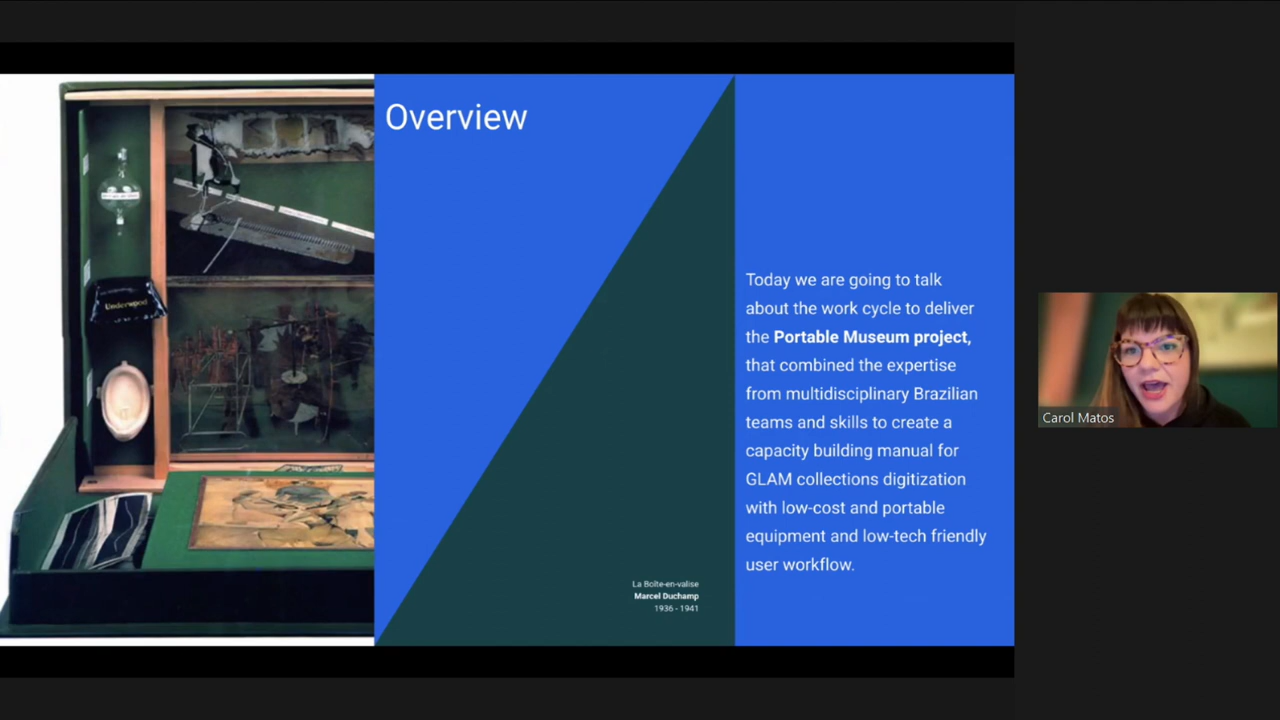 Overview
Underwood
La Boîte-en-valise
Marcel Duchamp
1936 - 1941
Today we are going to talk
about the work cycle to deliver
the Portable Museum project,
that combined the expertise
from multidisciplinary Brazilian
teams and skills to create a
capacity building manual for
GLAM collections digitization
with low-cost and portable
equipment and low-tech friendly
user workflow.
Carol Matos